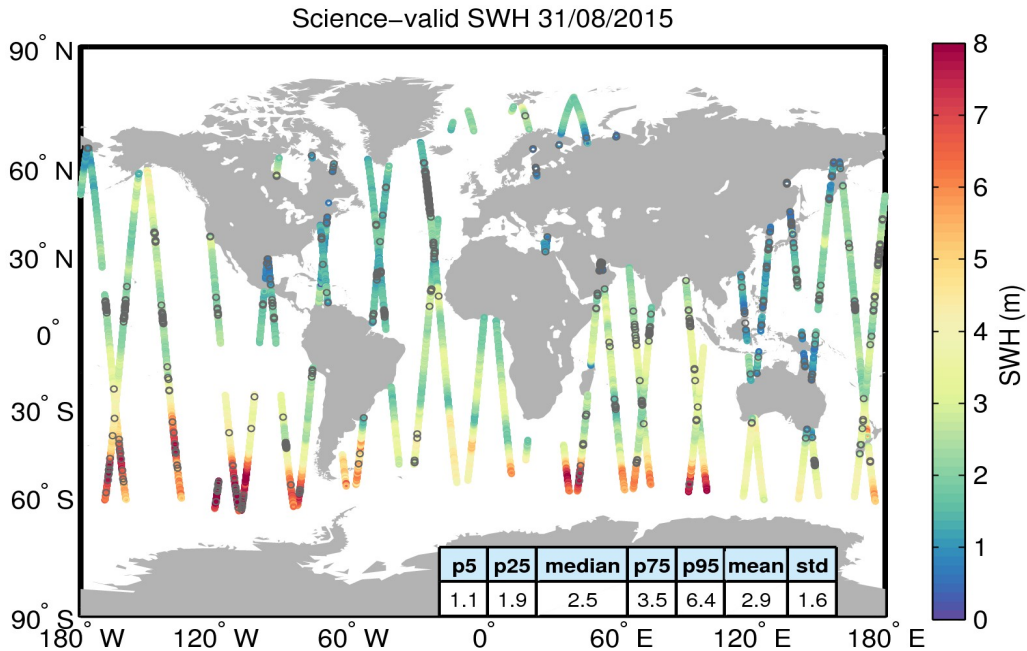 Science−valid SWH 31/08/2015
90° N
60° N
30° N
0°
30° S
60° S
90° S
180° W
120° W
60° W
0°
60° E
120° E
180° E
p5 p25 median p75 p95 mean std
1.1 1.9 2.5 3.5 6.4 2.9 1.6
8
7
6
5
4
3
2
1
0
SWH (m)